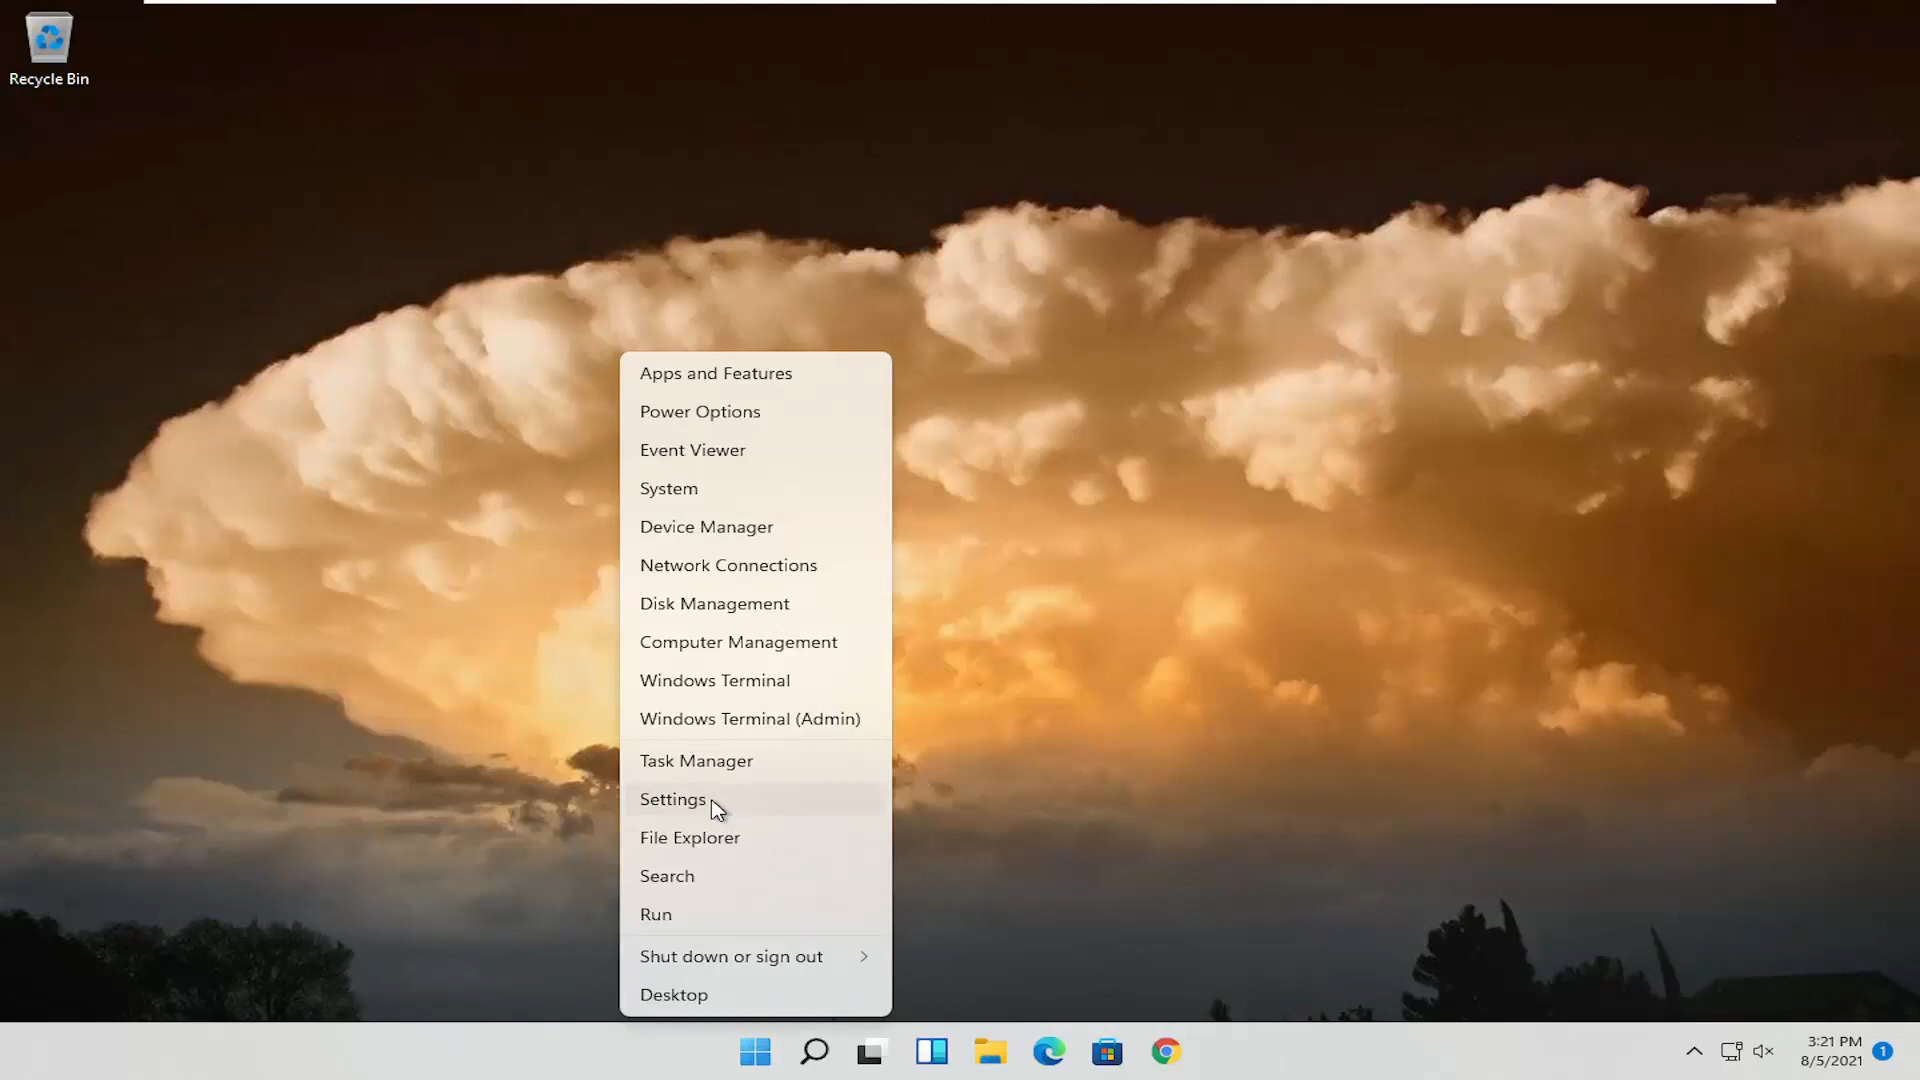 Recycle Bin
Apps and Features
Power Options
Event Viewer
System
Device Manager
Network Connections
Disk Management
Computer Management
Windows Terminal
Windows Terminal (Admin)
Task Manager
Settings
File Explorer
Search
Run
Shut down or sign out
Desktop
3:21 PM
8/5/2021
1